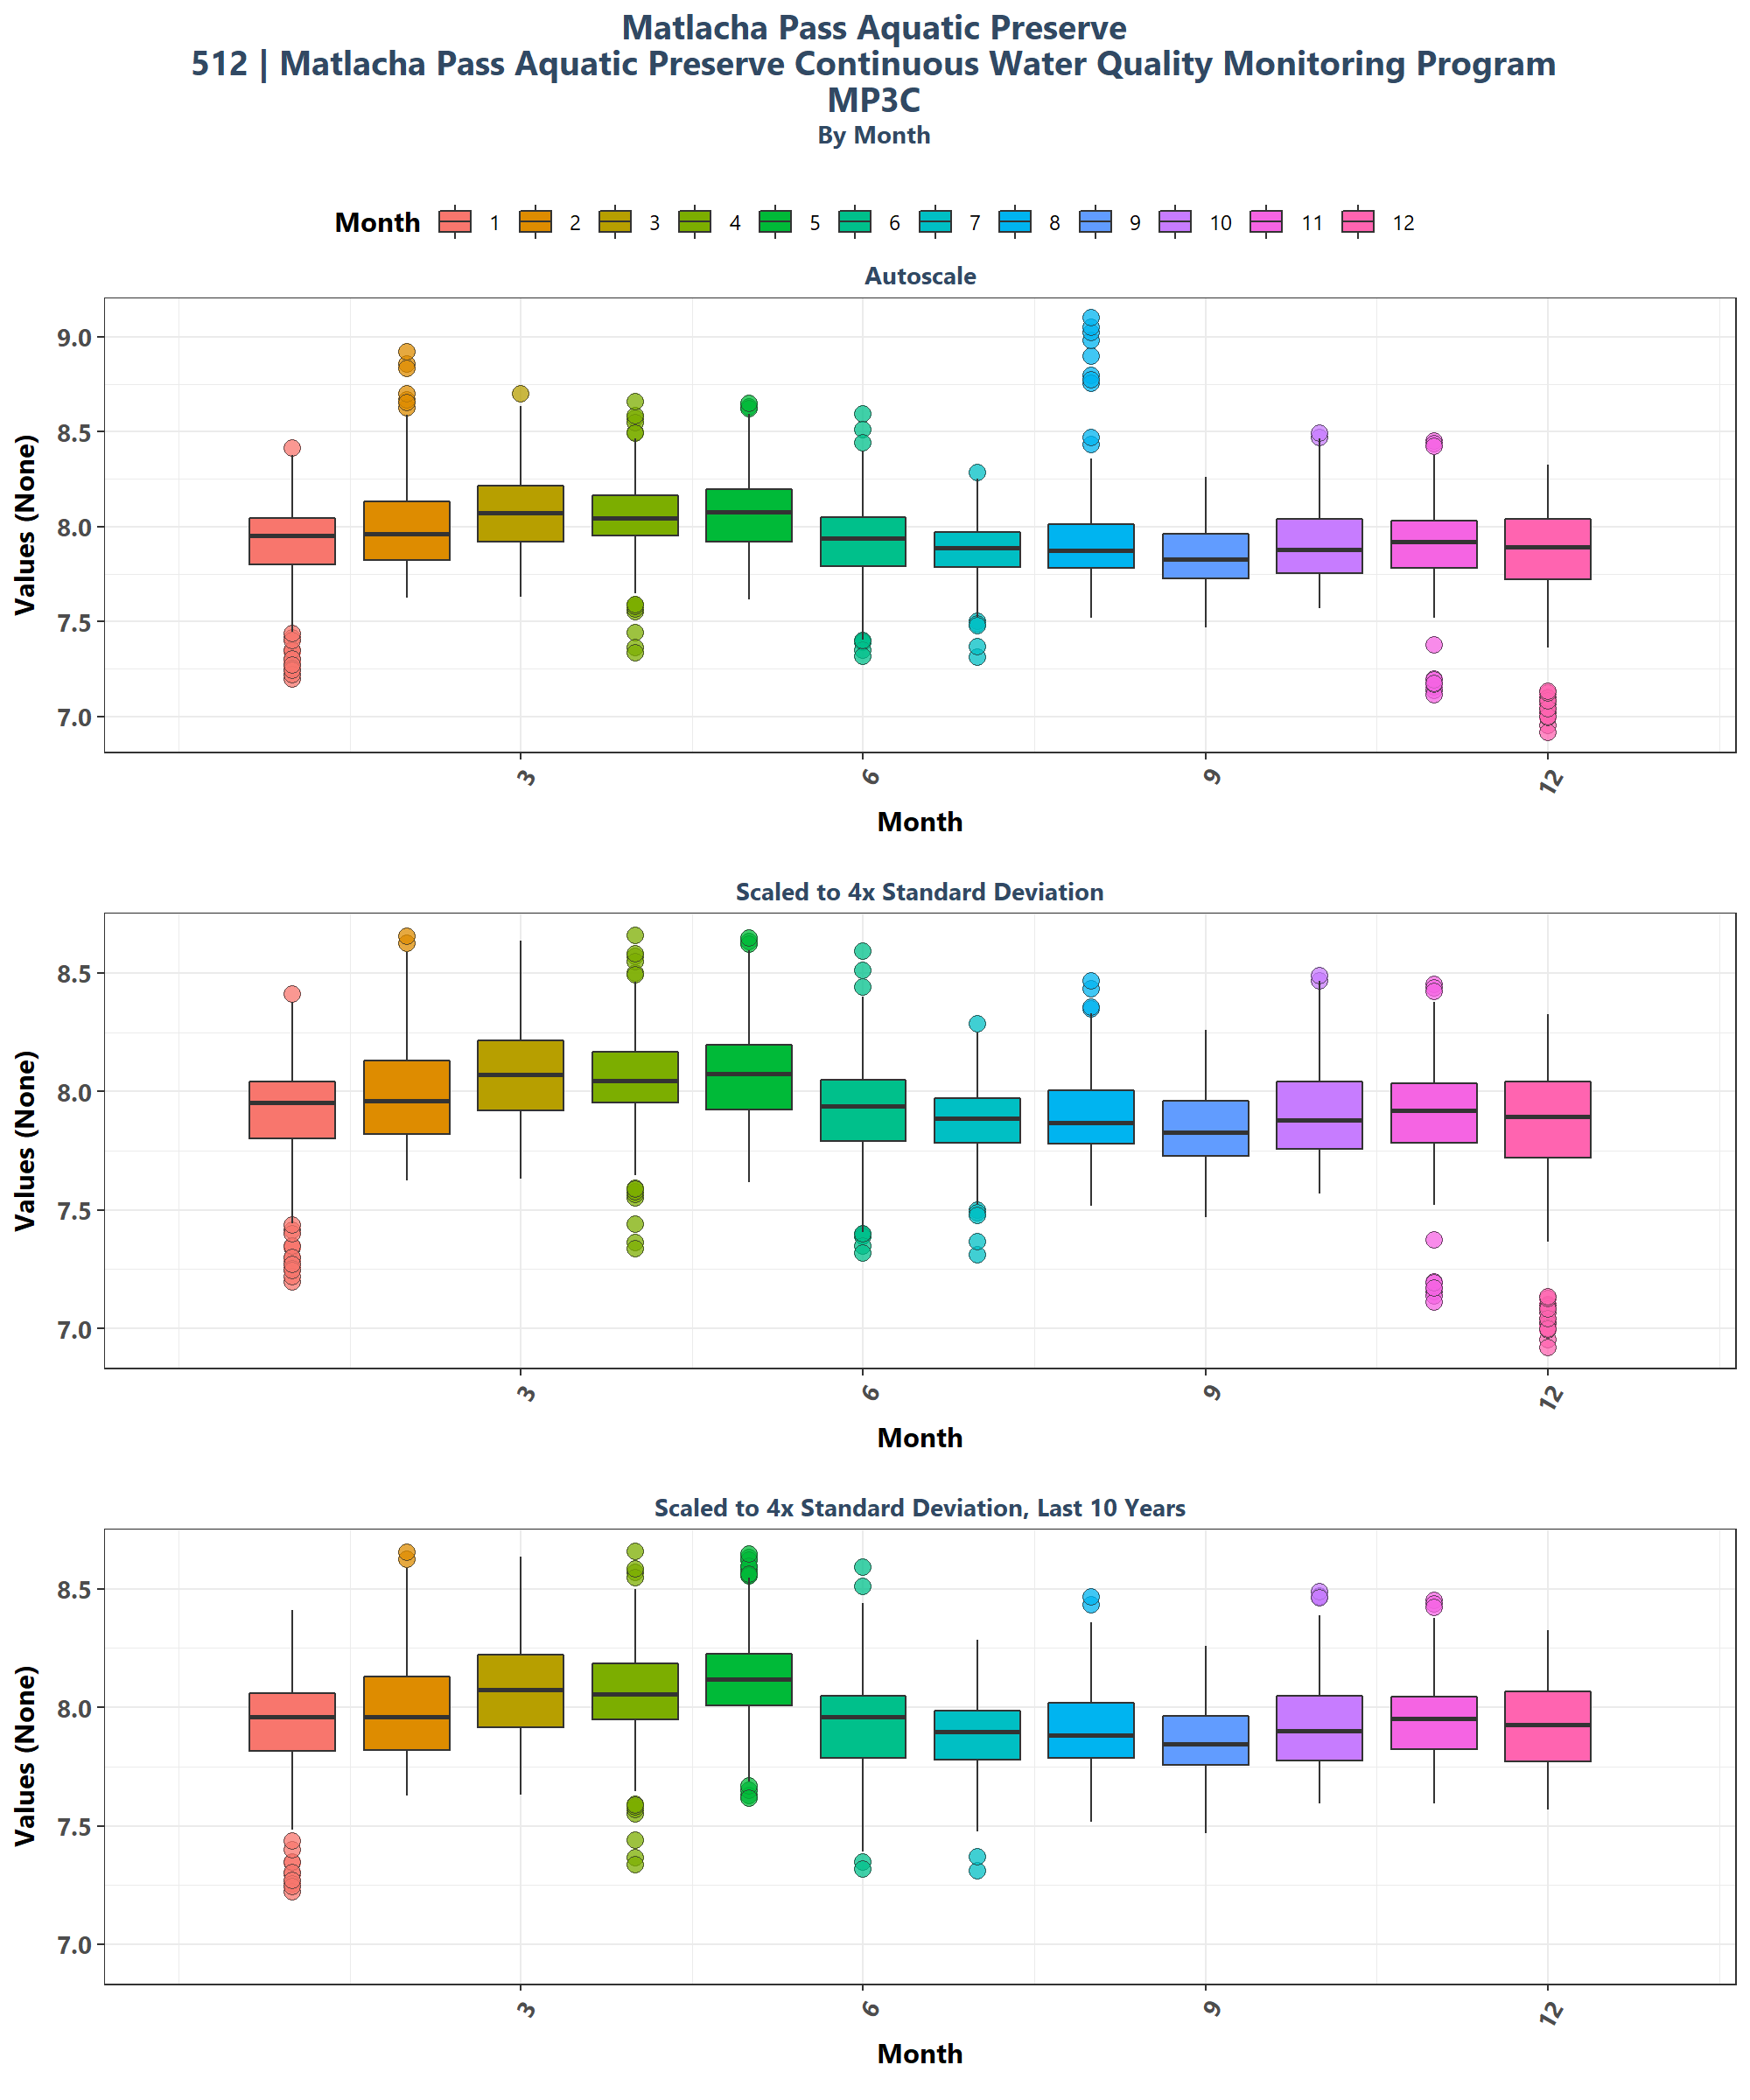 Matlacha Pass Aquatic Preserve
512 | Matlacha Pass Aquatic Preserve Continuous Water Quality Monitoring Program
MP3C
By Month
Month 1 2 3 4 5 6 7 8 9 10 11 12
Autoscale
Values (None)
9.0
8.5
8.0
7.5
7.0
3 6 9 12
Month
Scaled to 4x Standard Deviation
Values (None)
8.5
8.0
7.5
7.0
3 6 9 12
Month
Scaled to 4x Standard Deviation, Last 10 Years
Values (None)
8.5
8.0
7.5
7.0
3 6 9 12
Month